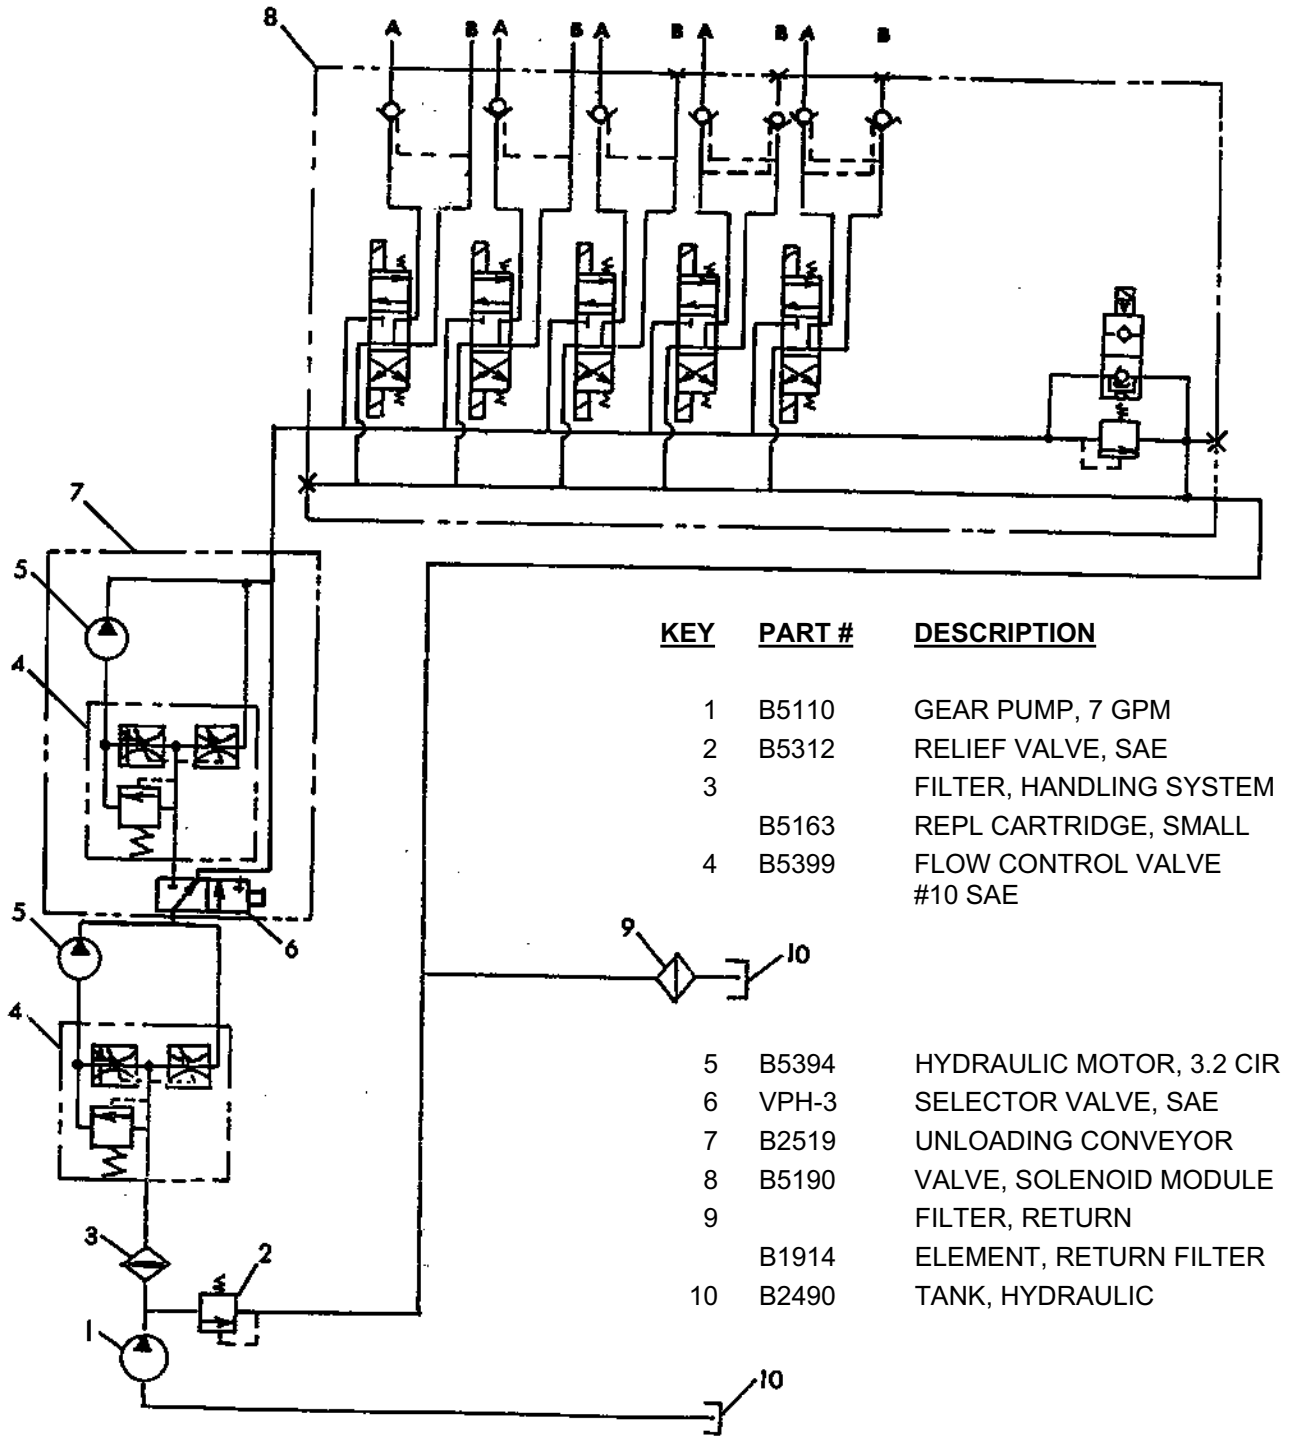 8
A B A B A B A B A B
7
5
4
KEY PART # DESCRIPTION
1 B5110 GEAR PUMP, 7 GPM
2 B5312 RELIEF VALVE, SAE
3 FILTER, HANDLING SYSTEM
B5163 REPL CARTRIDGE, SMALL
4 B5399 FLOW CONTROL VALVE
#10 SAE
5
6
9
10
4
5 B5394 HYDRAULIC MOTOR, 3.2 CIR
6 VPH-3 SELECTOR VALVE, SAE
7 B2519 UNLOADING CONVEYOR
8 B5190 VALVE, SOLENOID MODULE
9 FILTER, RETURN
B1914 ELEMENT, RETURN FILTER
10 B2490 TANK, HYDRAULIC
3
2
1
10